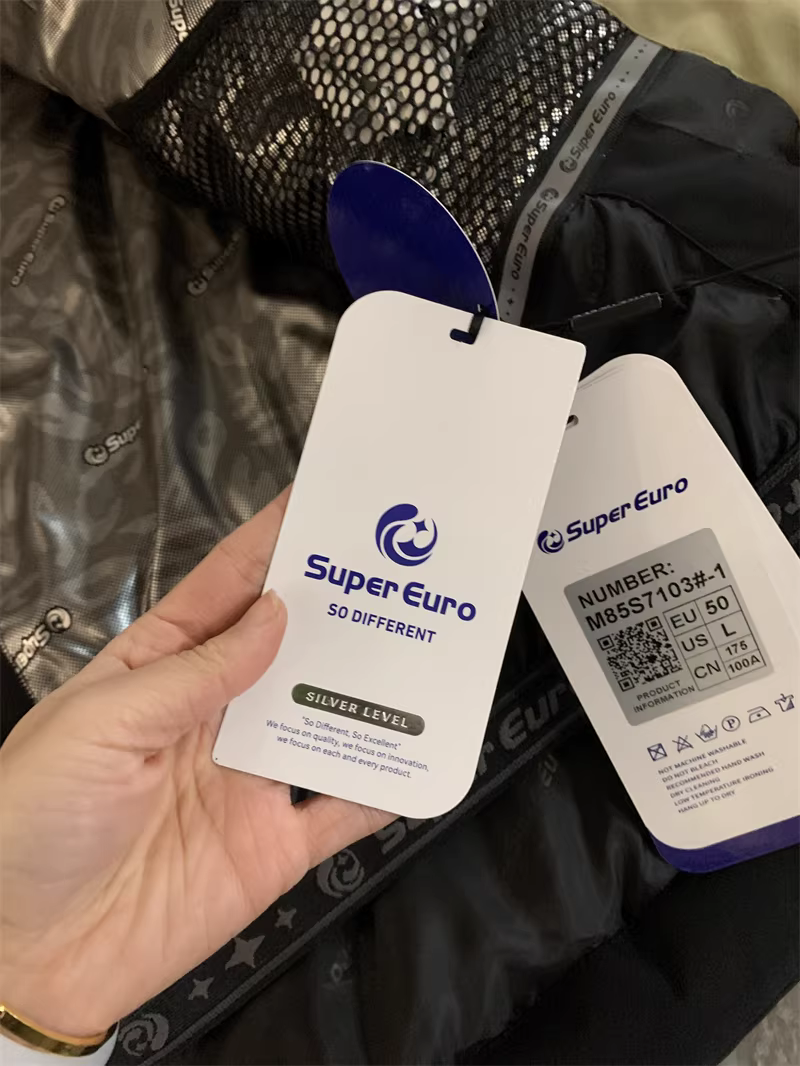 Super Euro
Super Euro
Super Euro
SO DIFFERENT
SILVER LEVEL
"So Different, So Excellent"
We focus on quality, we focus on innovation,
we focus on each and every product.
Super Euro
NUMBER:
M85S7103#-1
EU 50
US L
CN 175
100A
PRODUCT
INFORMATION
P
NOT MACHINE WASHABLE
DO NOT BLEACH
RECOMMENDED HAND WASH
DRY CLEANING
LOW TEMPERATURE IRONING
HANG UP TO DRY
Super Eur